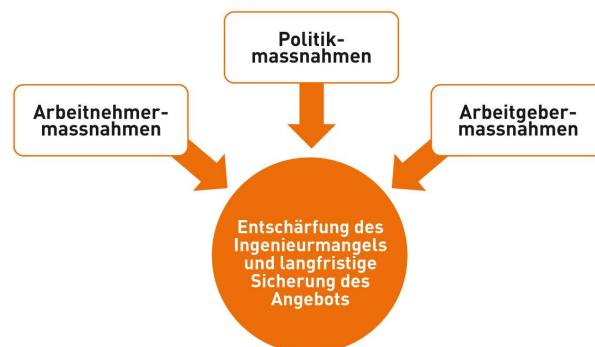 Politik-
massnahmen
Arbeitnehmer-
massnahmen
Arbeitgeber-
massnahmen
Entschärfung des
Ingenieurmangels
und langfristige
Sicherung des
Angebots